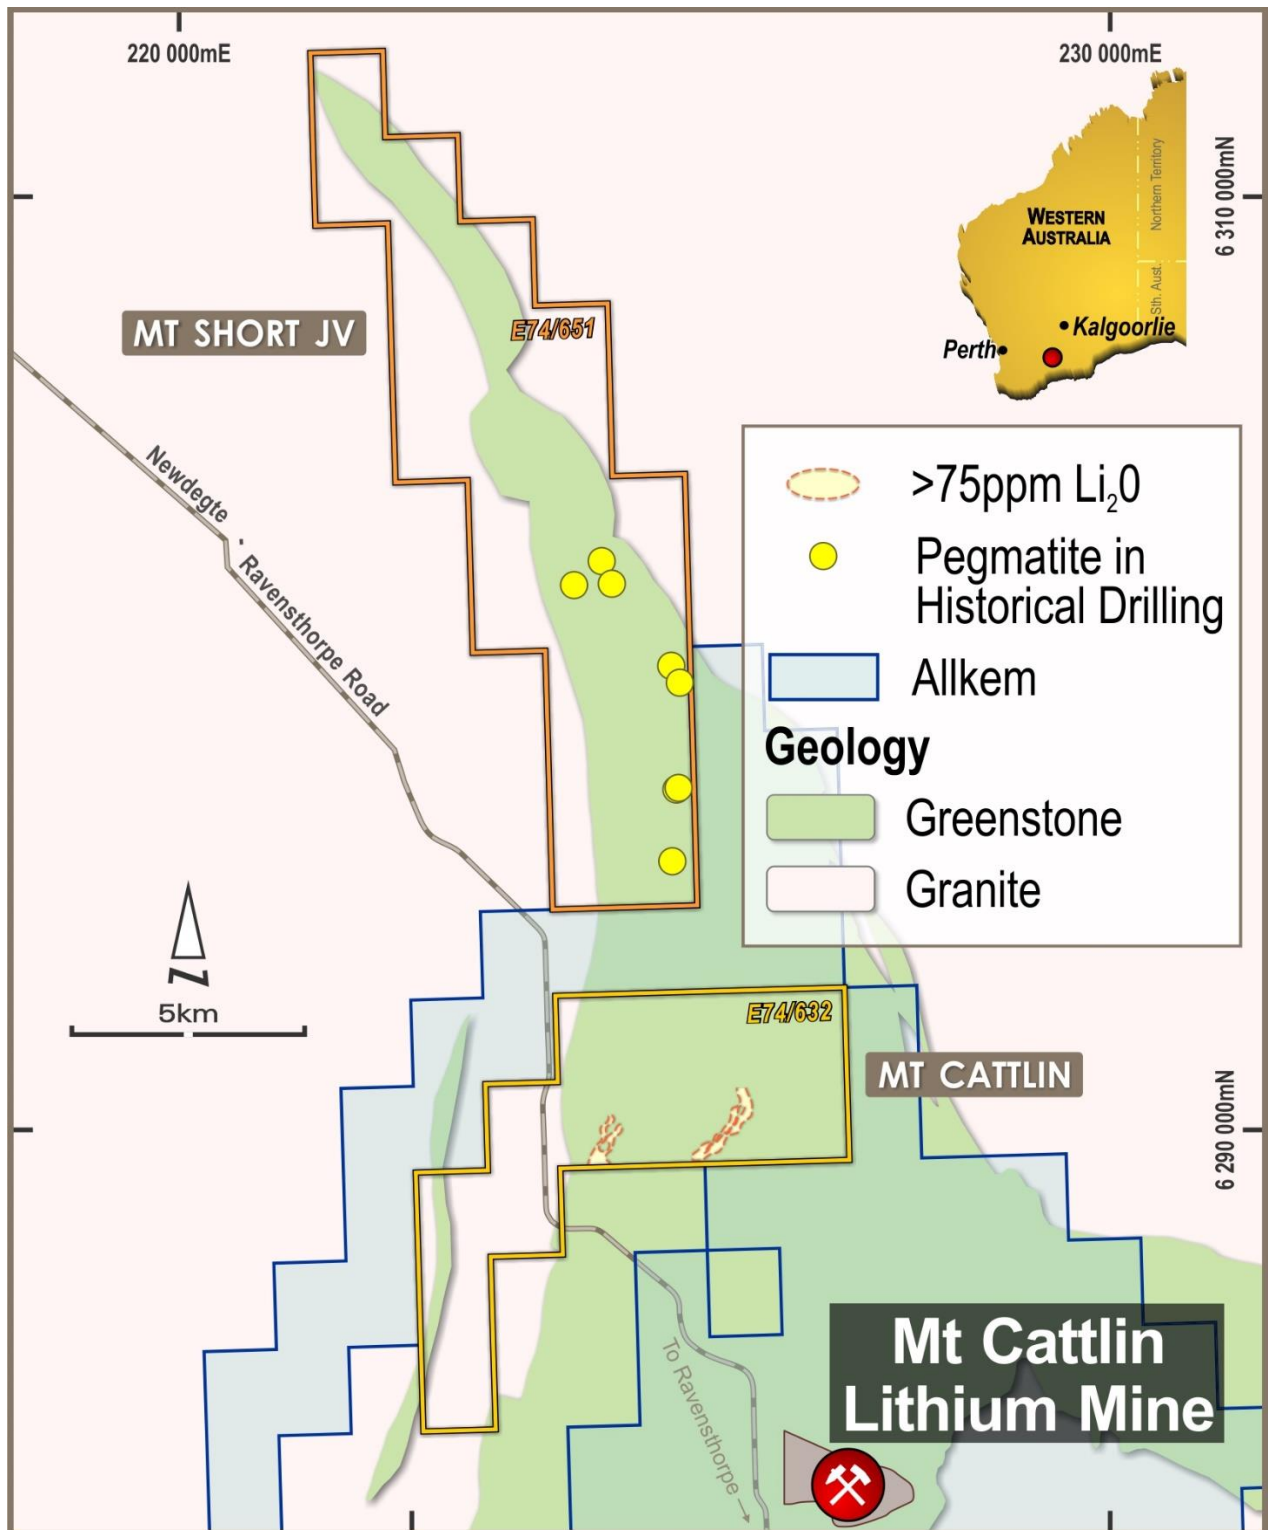 220 000mE
230 000mE
6 310 000mN
Northern Territory
Sth. Aust.
WESTERN
AUSTRALIA
Kalgoorlie
Perth
MT SHORT JV
E74/651
Newdegte - Ravensthorpe Road
>75ppm Li₂0
Pegmatite in
Historical Drilling
Allkem
Geology
Greenstone
Granite
N
5km
E74/632
MT CATTLIN
6 290 000mN
Mt Cattlin
Lithium Mine
To Ravensthorpe